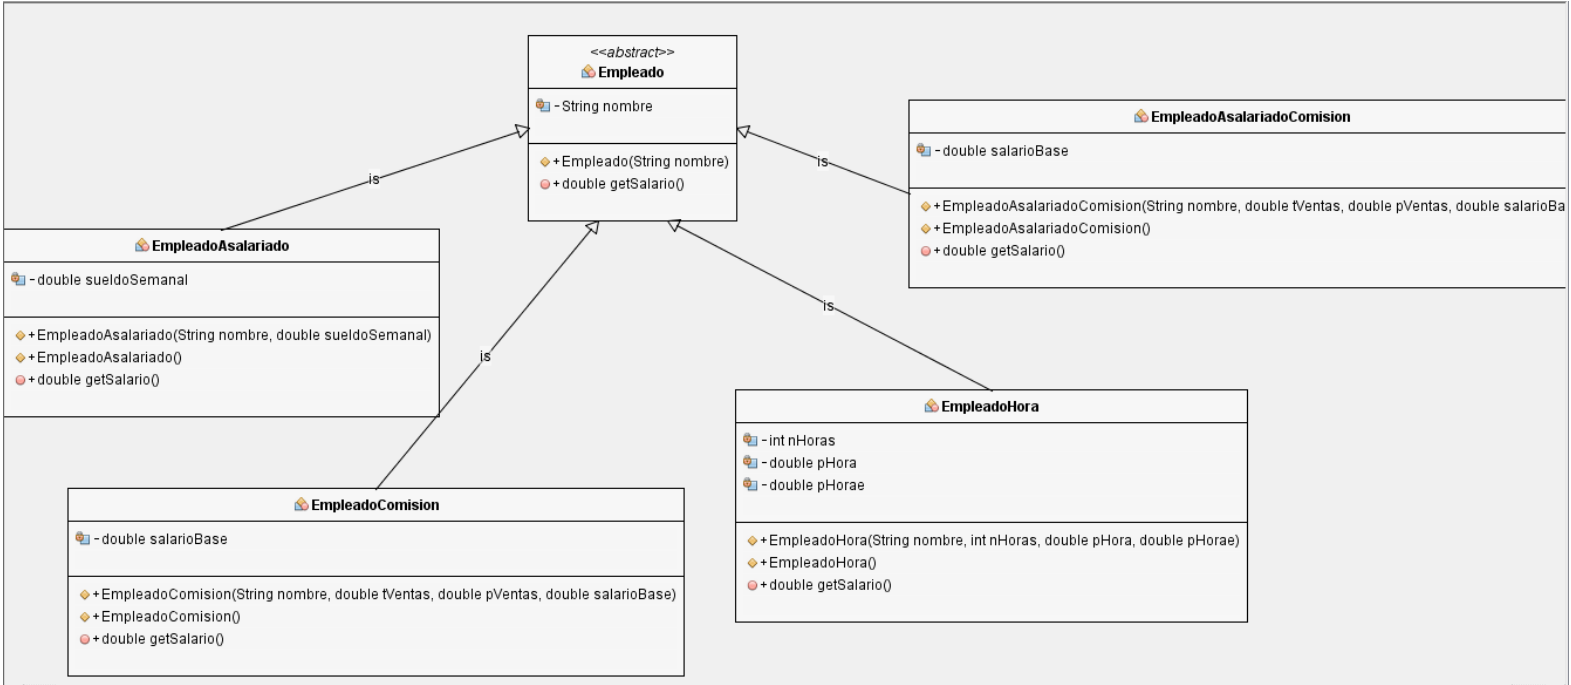 <<abstract>>
Empleado
- String nombre
+ Empleado(String nombre)
+ double getSalario()
EmpleadoAsalariadoComision
- double salarioBase
+ EmpleadoAsalariadoComision(String nombre, double tVentas, double pVentas, double salarioBa
+ EmpleadoAsalariadoComision()
+ double getSalario()
is
is
is
is
EmpleadoAsalariado
- double sueldoSemanal
+ EmpleadoAsalariado(String nombre, double sueldoSemanal)
+ EmpleadoAsalariado()
+ double getSalario()
EmpleadoComision
- double salarioBase
+ EmpleadoComision(String nombre, double tVentas, double pVentas, double salarioBase)
+ EmpleadoComision()
+ double getSalario()
EmpleadoHora
- int nHoras
- double pHora
- double pHorae
+ EmpleadoHora(String nombre, int nHoras, double pHora, double pHorae)
+ EmpleadoHora()
+ double getSalario()